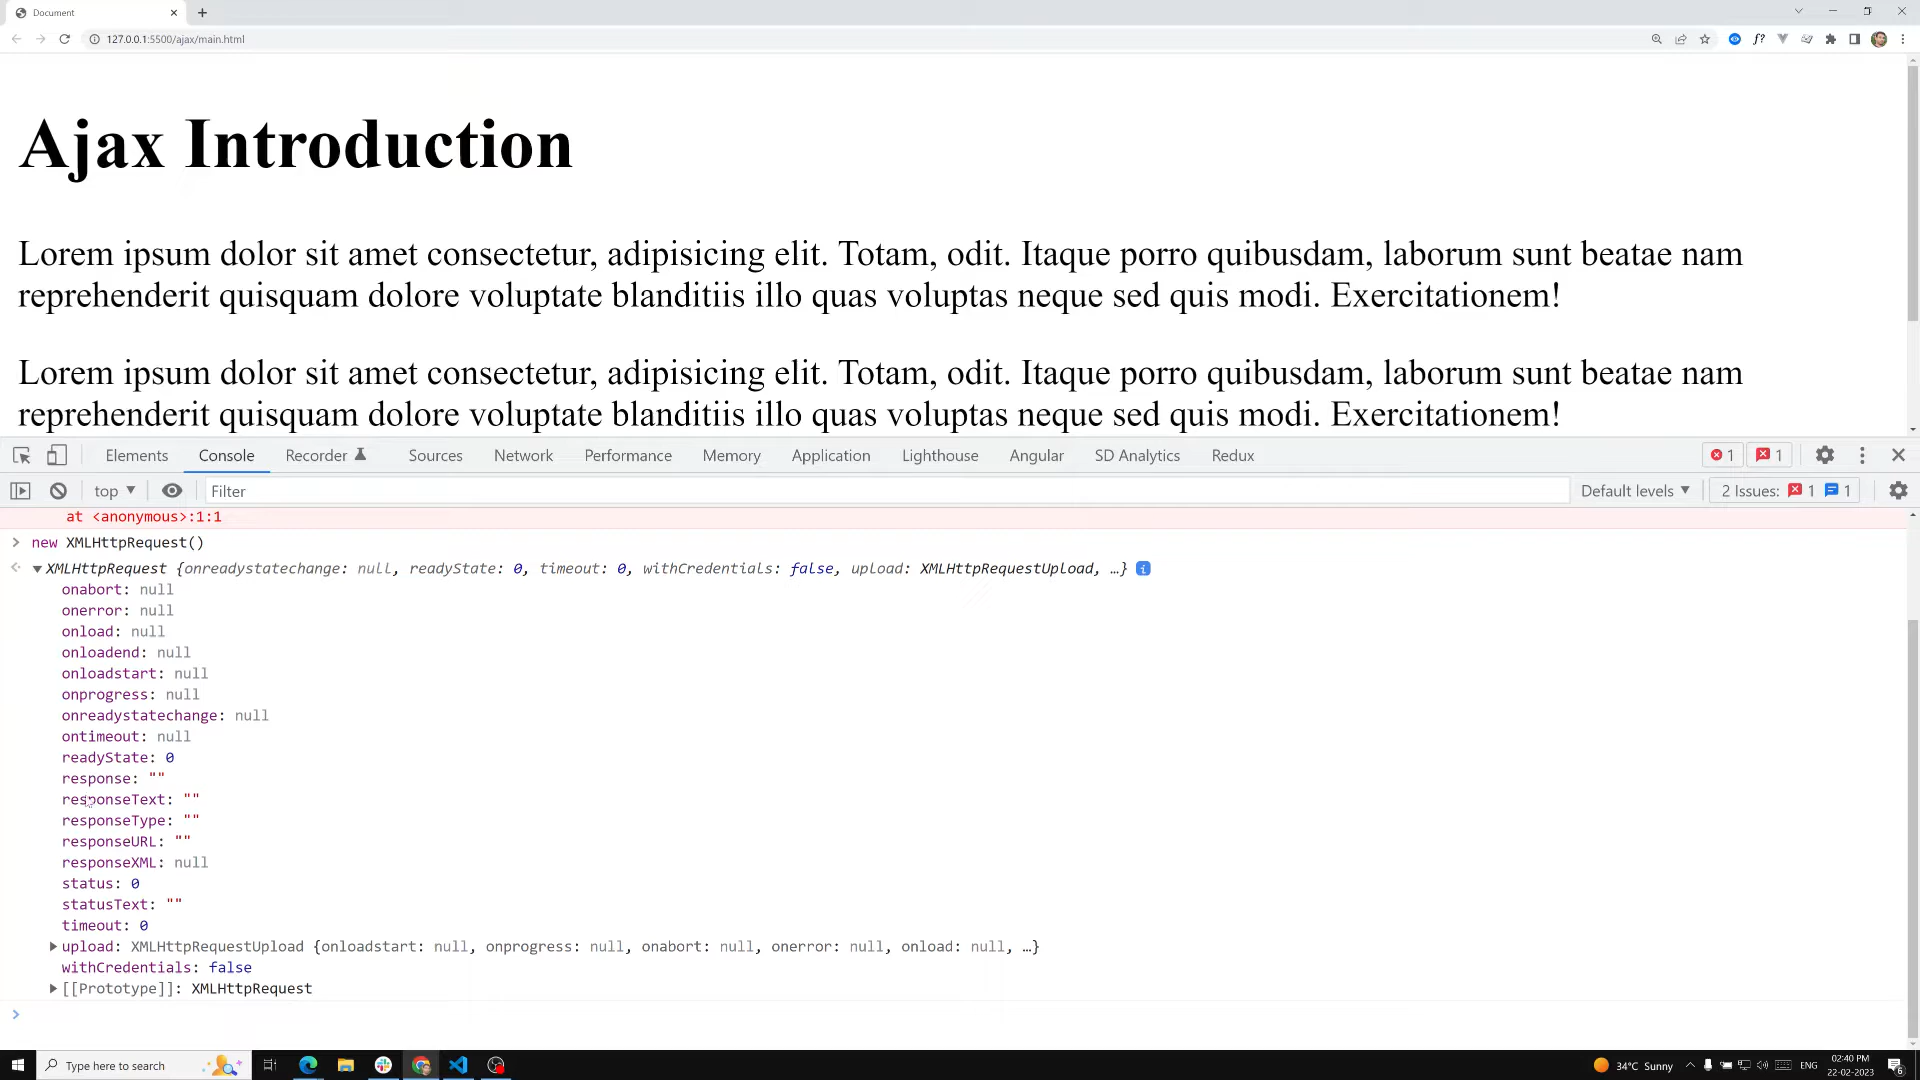 Document
127.0.0.1:5500/ajax/main.html
f?
Ajax Introduction
Lorem ipsum dolor sit amet consectetur, adipisicing elit. Totam, odit. Itaque porro quibusdam, laborum sunt beatae nam
reprehenderit quisquam dolore voluptate blanditiis illo quas voluptas neque sed quis modi. Exercitationem!
Lorem ipsum dolor sit amet consectetur, adipisicing elit. Totam, odit. Itaque porro quibusdam, laborum sunt beatae nam
reprehenderit quisquam dolore voluptate blanditiis illo quas voluptas neque sed quis modi. Exercitationem!
Elements Console Recorder Sources Network Performance Memory Application Lighthouse Angular SD Analytics Redux 1 1
top Filter Default levels 2 Issues: 1 1
at <anonymous>:1:1
new XMLHttpRequest()
XMLHttpRequest {onreadystatechange: null, readyState: 0, timeout: 0, withCredentials: false, upload: XMLHttpRequestUpload, …}
onabort: null
onerror: null
onload: null
onloadend: null
onloadstart: null
onprogress: null
onreadystatechange: null
ontimeout: null
readyState: 0
response: ""
responseText: ""
responseType: ""
responseURL: ""
responseXML: null
status: 0
statusText: ""
timeout: 0
upload: XMLHttpRequestUpload {onloadstart: null, onprogress: null, onabort: null, onerror: null, onload: null, …}
withCredentials: false
[[Prototype]]: XMLHttpRequest
Type here to search
34°C Sunny
ENG
02:40 PM
22-02-2023
6